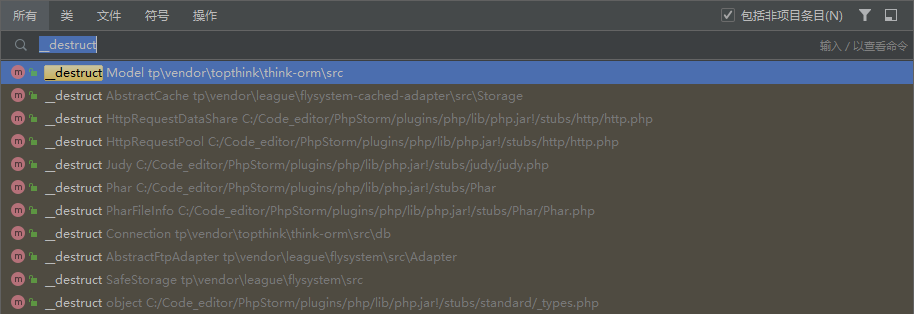 所有 类 文件 符号 操作 包括非项目条目(N)
__destruct 输入 / 以查看命令
m __destruct Model tp\vendor\topthink\think-orm\src
m __destruct AbstractCache tp\vendor\league\flysystem-cached-adapter\src\Storage
m __destruct HttpRequestDataShare C:/Code_editor/PhpStorm/plugins/php/lib/php.jar!/stubs/http/http.php
m __destruct HttpRequestPool C:/Code_editor/PhpStorm/plugins/php/lib/php.jar!/stubs/http/http.php
m __destruct Judy C:/Code_editor/PhpStorm/plugins/php/lib/php.jar!/stubs/judy/judy.php
m __destruct Phar C:/Code_editor/PhpStorm/plugins/php/lib/php.jar!/stubs/Phar
m __destruct PharFileInfo C:/Code_editor/PhpStorm/plugins/php/lib/php.jar!/stubs/Phar/Phar.php
m __destruct Connection tp\vendor\topthink\think-orm\src\db
m __destruct AbstractFtpAdapter tp\vendor\league\flysystem\src\Adapter
m __destruct SafeStorage tp\vendor\league\flysystem\src
m __destruct object C:/Code_editor/PhpStorm/plugins/php/lib/php.jar!/stubs/standard/_types.php